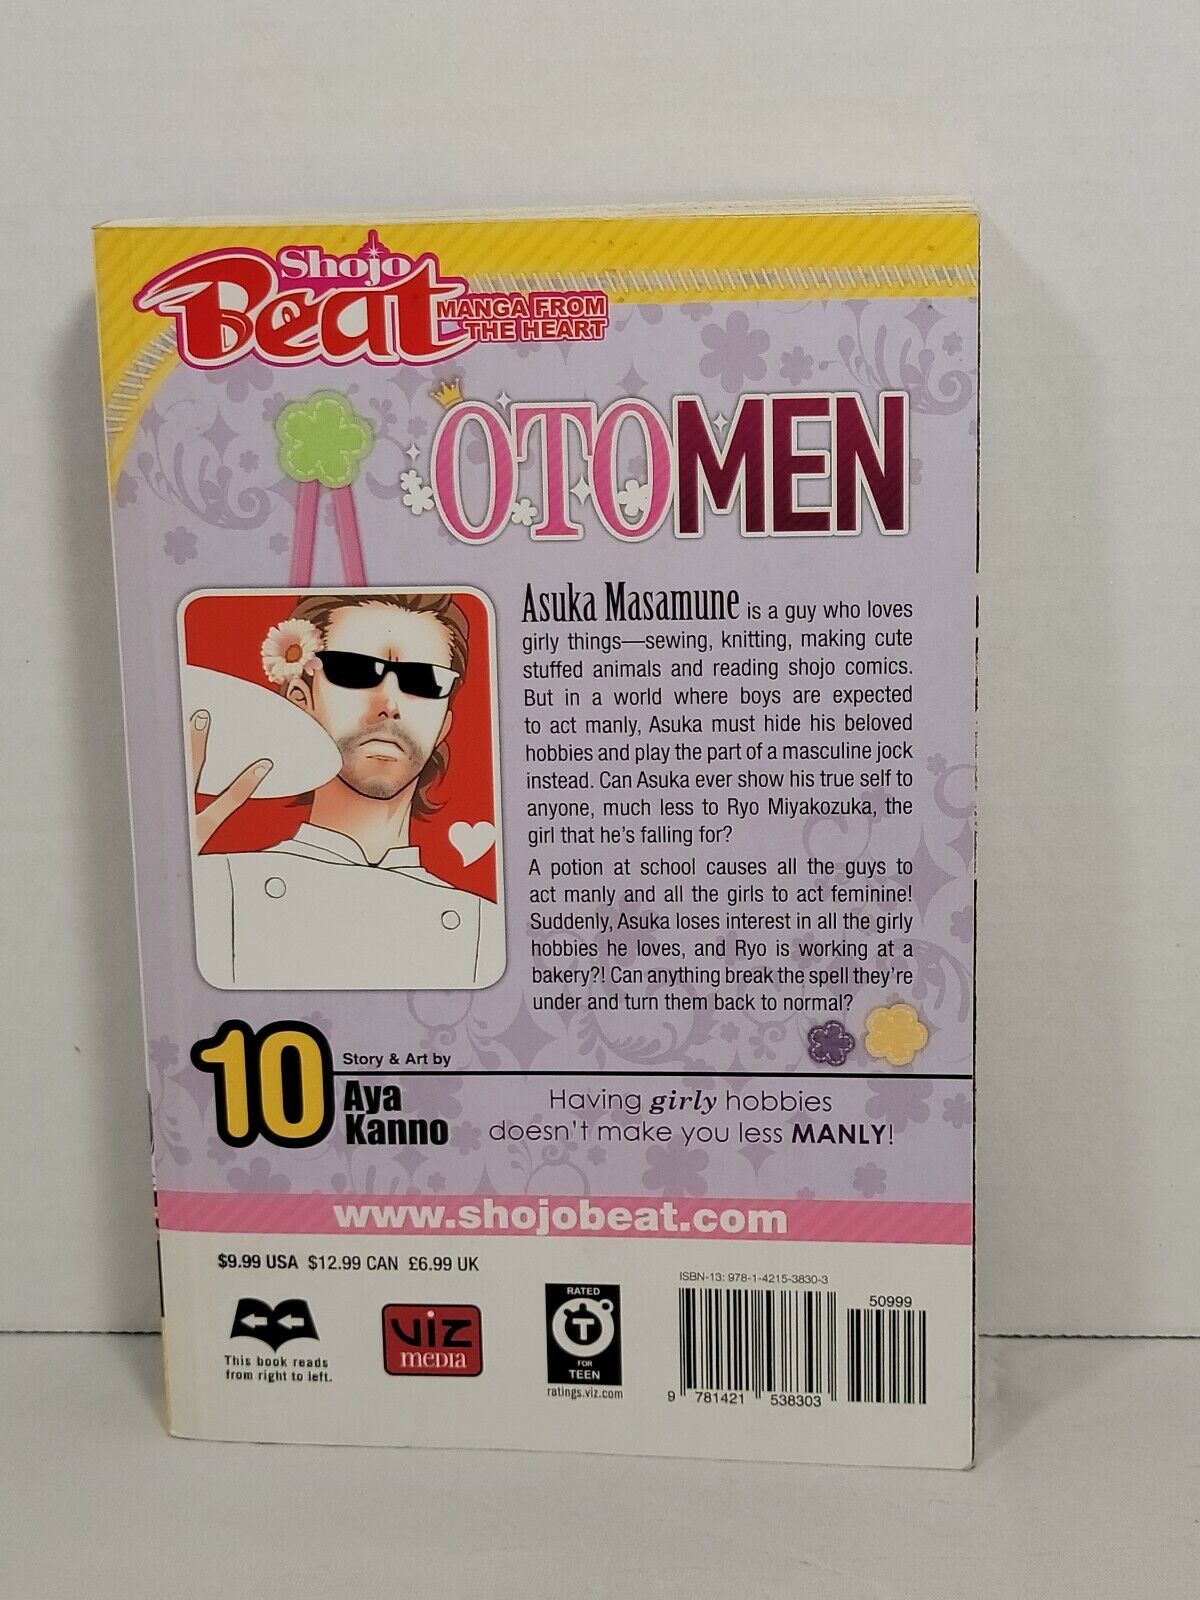 Shojo
Beat
MANGA FROM
THE HEART
OTOMEN
Asuka Masamune is a guy who loves
girly things—sewing, knitting, making cute
stuffed animals and reading shojo comics.
But in a world where boys are expected
to act manly, Asuka must hide his beloved
hobbies and play the part of a masculine jock
instead. Can Asuka ever show his true self to
anyone, much less to Ryo Miyakozuka, the
girl that he's falling for?
A potion at school causes all the guys to
act manly and all the girls to act feminine!
Suddenly, Asuka loses interest in all the girly
hobbies he loves, and Ryo is working at a
bakery?! Can anything break the spell they're
under and turn them back to normal?
10
Story & Art by
Aya
Kanno
Having girly hobbies
doesn't make you less MANLY!
www.shojobeat.com
$9.99 USA $12.99 CAN £6.99 UK
This book reads
from right to left.
VIZ
MEDIA
RATED
T
FOR
TEEN
ratings.viz.com
ISBN-13: 978-1-4215-3830-3
50999
9 781421 538303